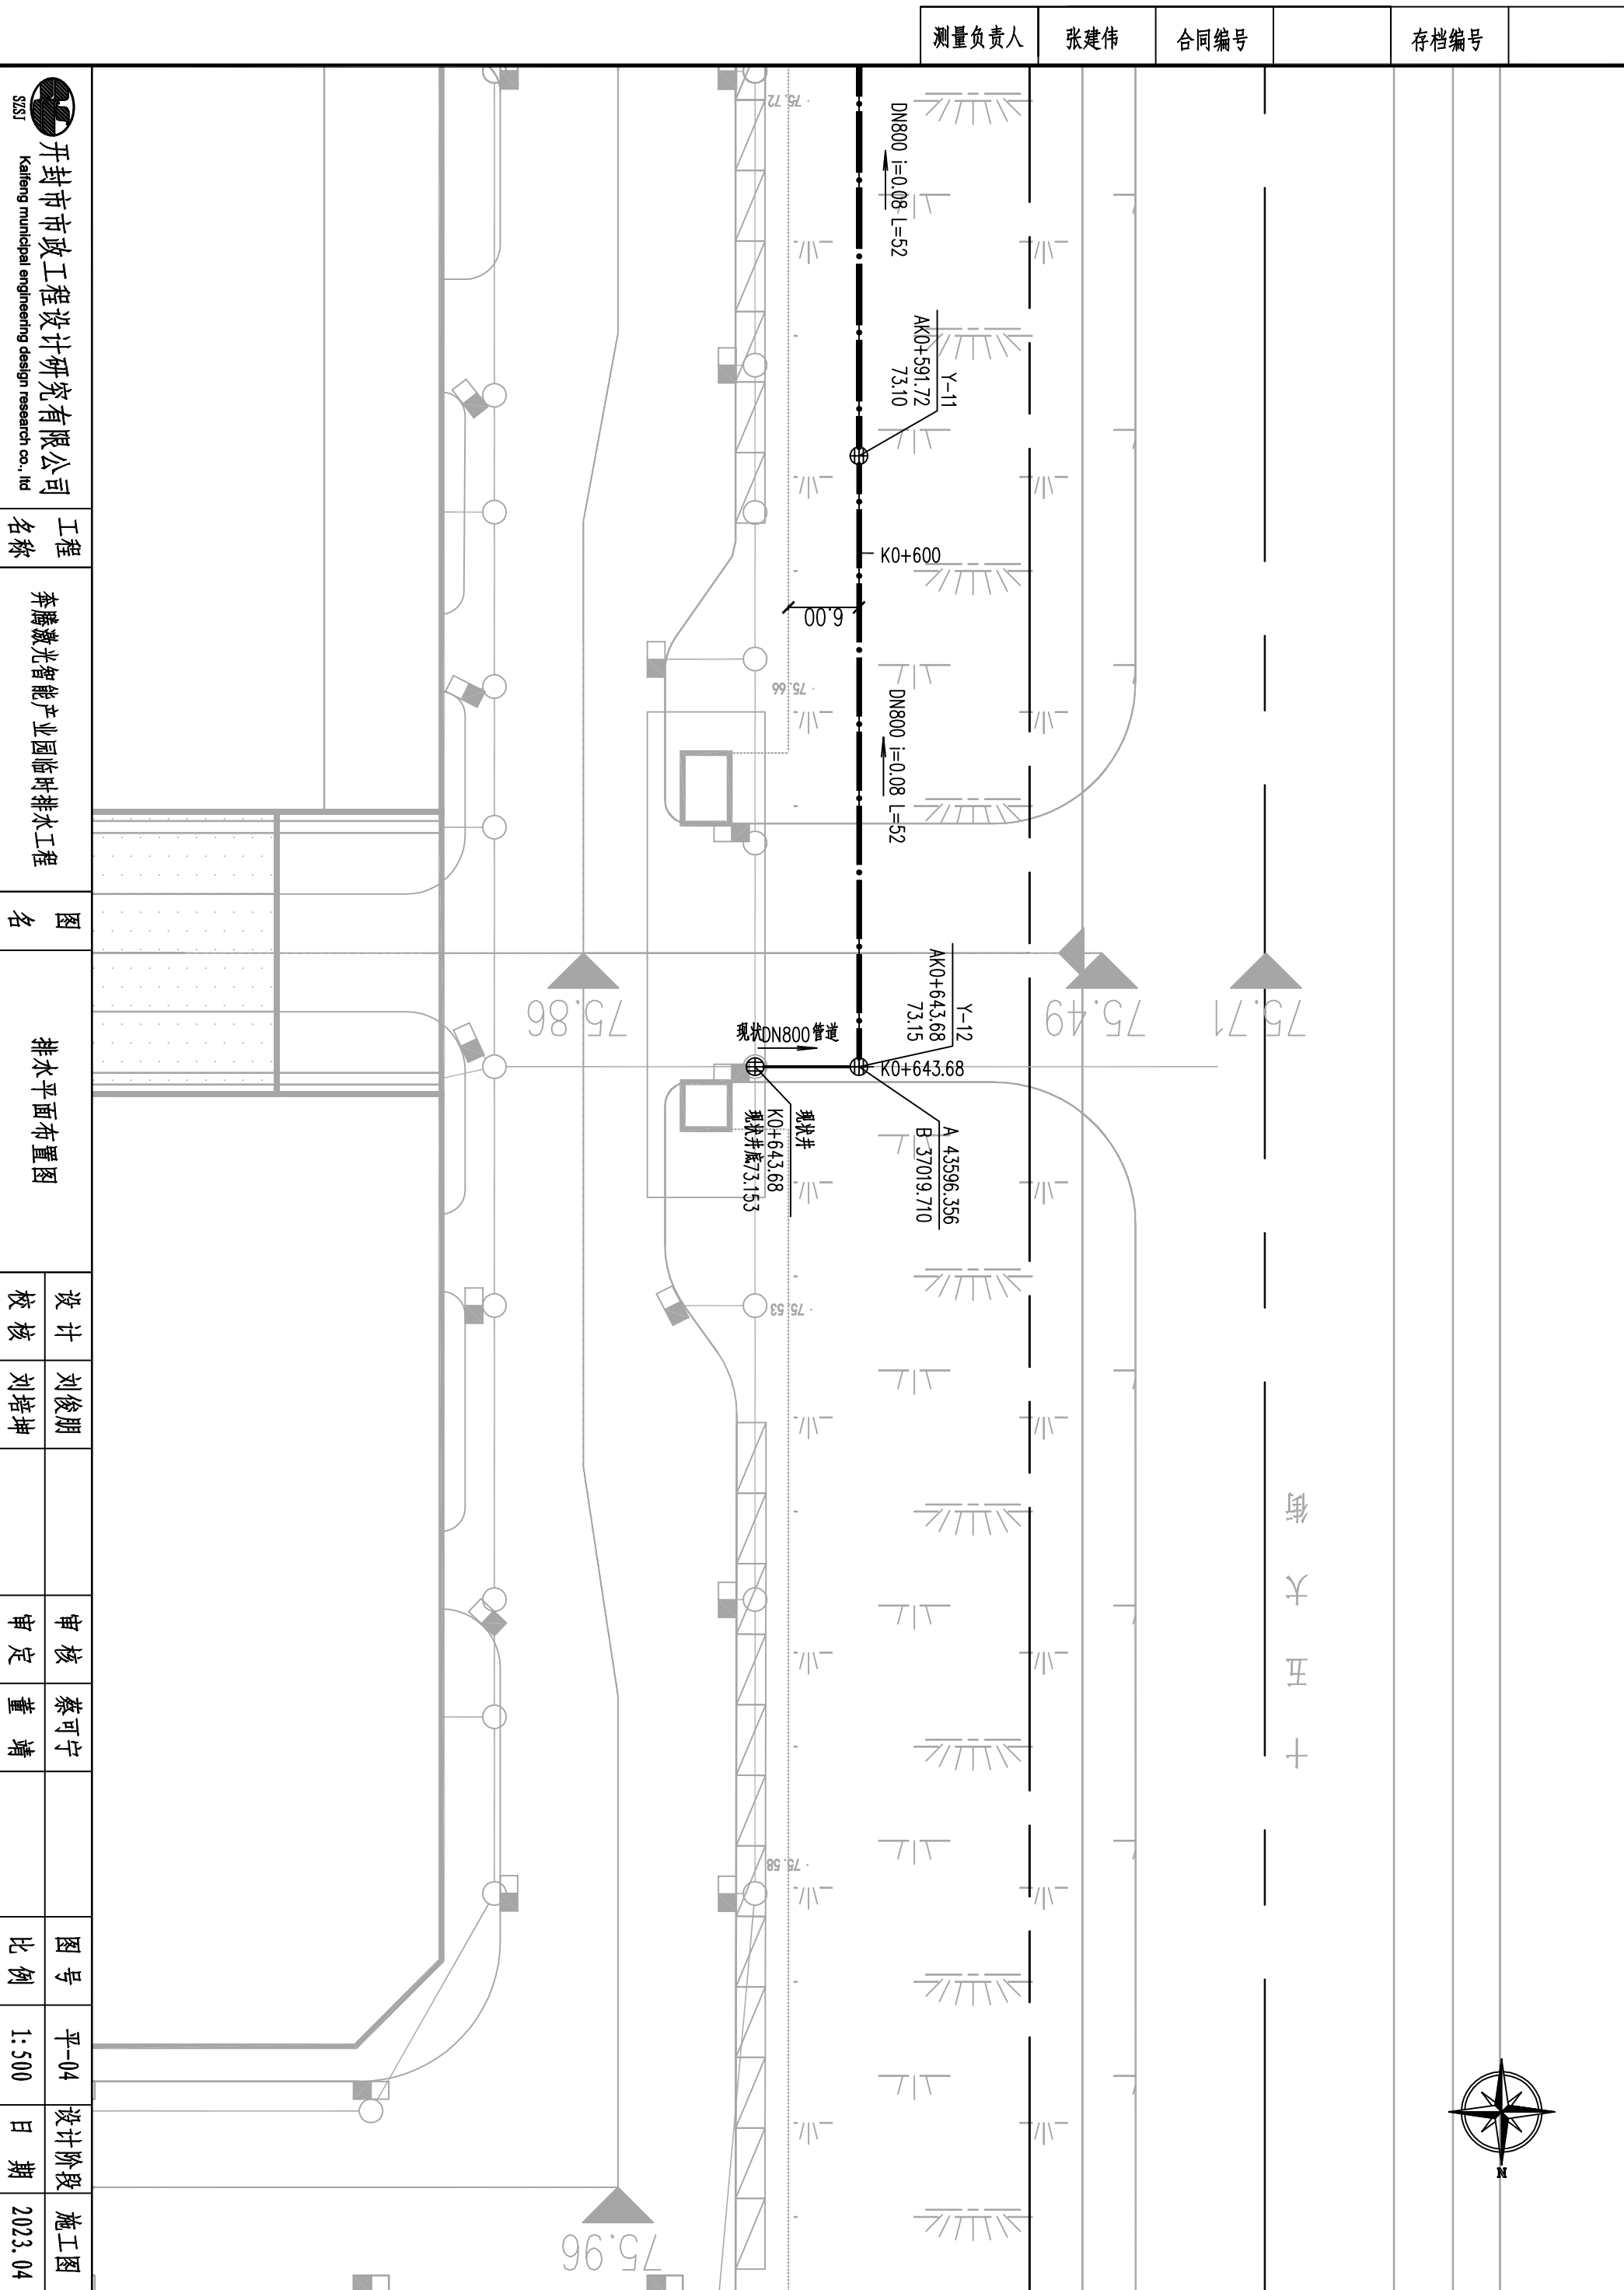 测量负责人
张建伟
合同编号
存档编号
75.72
DN800 i=0.08 L=52
Y-11
AK0+591.72
73.10
K0+600
6.00
75.66
DN800 i=0.08 L=52
75.86
75.49
75.71
Y-12
AK0+643.68
73.15
现状DN800管道
K0+643.68
A 43596.356
B 37019.710
现状井
K0+643.68
现状井底73.153
75.53
75.58
75.96
十五大街
N
SZSJ
开封市市政工程设计研究有限公司
Kaifeng municipal engineering design research co., ltd
工程
名称
奔腾激光智能产业园临时排水工程
图
名
排水平面布置图
设计
刘俊朋
校核
刘培坤
审核
蔡可宁
审定
董靖
图号
平-04
比例
1:500
设计阶段
施工图
日期
2023.04